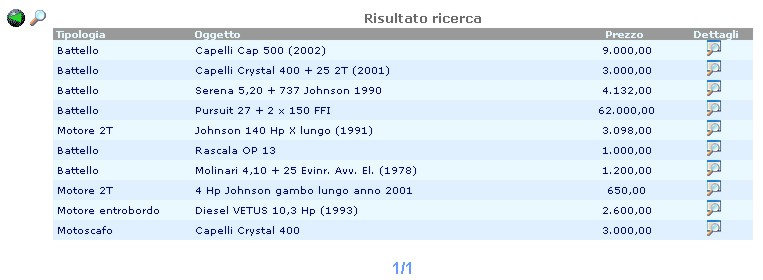 Risultato ricerca
Tipologia Oggetto Prezzo Dettagli
Battello Capelli Cap 500 (2002) 9.000,00
Battello Capelli Crystal 400 + 25 2T (2001) 3.000,00
Battello Serena 5,20 + 737 Johnson 1990 4.132,00
Battello Pursuit 27 + 2 x 150 FFI 62.000,00
Motore 2T Johnson 140 Hp X lungo (1991) 3.098,00
Battello Rascala OP 13 1.000,00
Battello Molinari 4,10 + 25 Evinr. Avv. El. (1978) 1.200,00
Motore 2T 4 Hp Johnson gambo lungo anno 2001 650,00
Motore entrobordo Diesel VETUS 10,3 Hp (1993) 2.600,00
Motoscafo Capelli Crystal 400 3.000,00
1/1